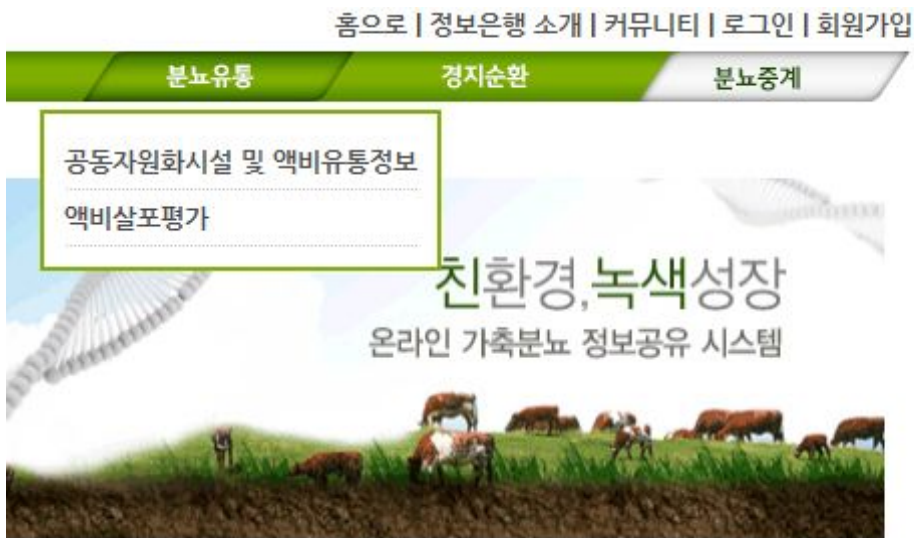 홈으로 | 정보은행 소개 | 커뮤니티 | 로그인 | 회원가입
분뇨유통 경지순환 분뇨중계
공동자원화시설 및 액비유통정보
액비살포평가
친환경,녹색성장
온라인 가축분뇨 정보공유 시스템